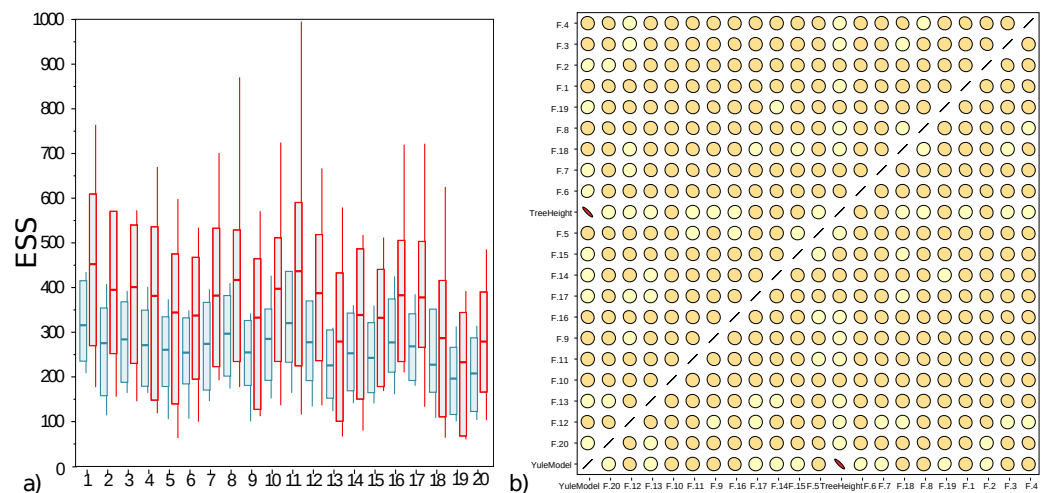 1000
900
800
700
600
500
400
300
200
100
0
ESS
1 2 3 4 5 6 7 8 9 10 11 12 13 14 15 16 17 18 19 20
a)
F.4
F.3
F.2
F.1
F.19
F.8
F.18
F.7
F.6
TreeHeight
F.5
F.15
F.14
F.17
F.16
F.9
F.11
F.10
F.13
F.12
F.20
YuleModel
YuleModel F.20 F.12 F.13 F.10 F.11 F.9 F.16 F.17 F.14 F.15 F.5 TreeHeight F.6 F.7 F.18 F.8 F.19 F.1 F.2 F.3 F.4
b)